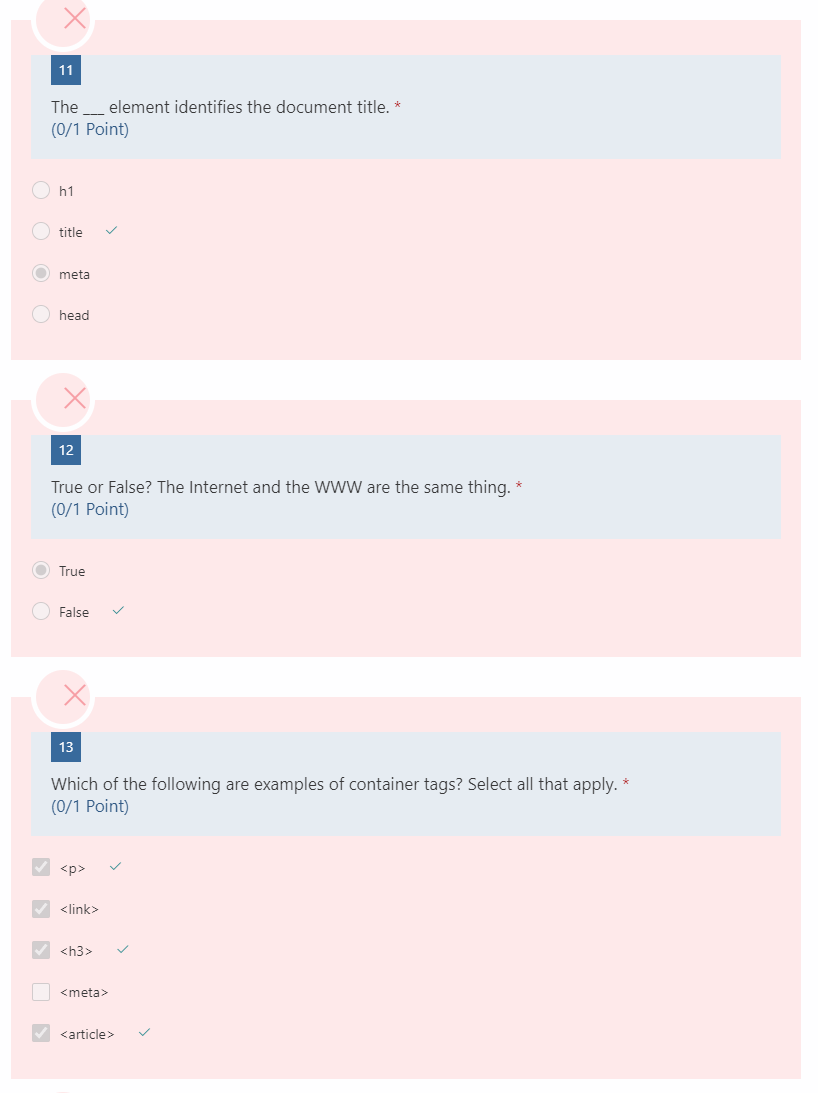 11
The ___ element identifies the document title. *
(0/1 Point)
h1
title
meta
head
12
True or False? The Internet and the WWW are the same thing. *
(0/1 Point)
True
False
13
Which of the following are examples of container tags? Select all that apply. *
(0/1 Point)
<p>
<link>
<h3>
<meta>
<article>